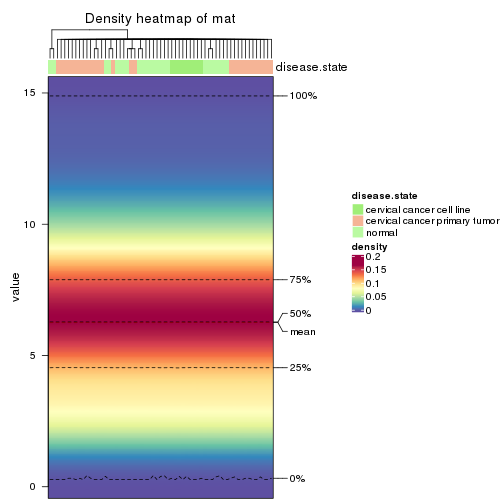 Density heatmap of mat
disease.state
15
100%
10
75%
50%
mean
5
25%
0
0%
value
disease.state
cervical cancer cell line
cervical cancer primary tumor
normal
density
0.2
0.15
0.1
0.05
0